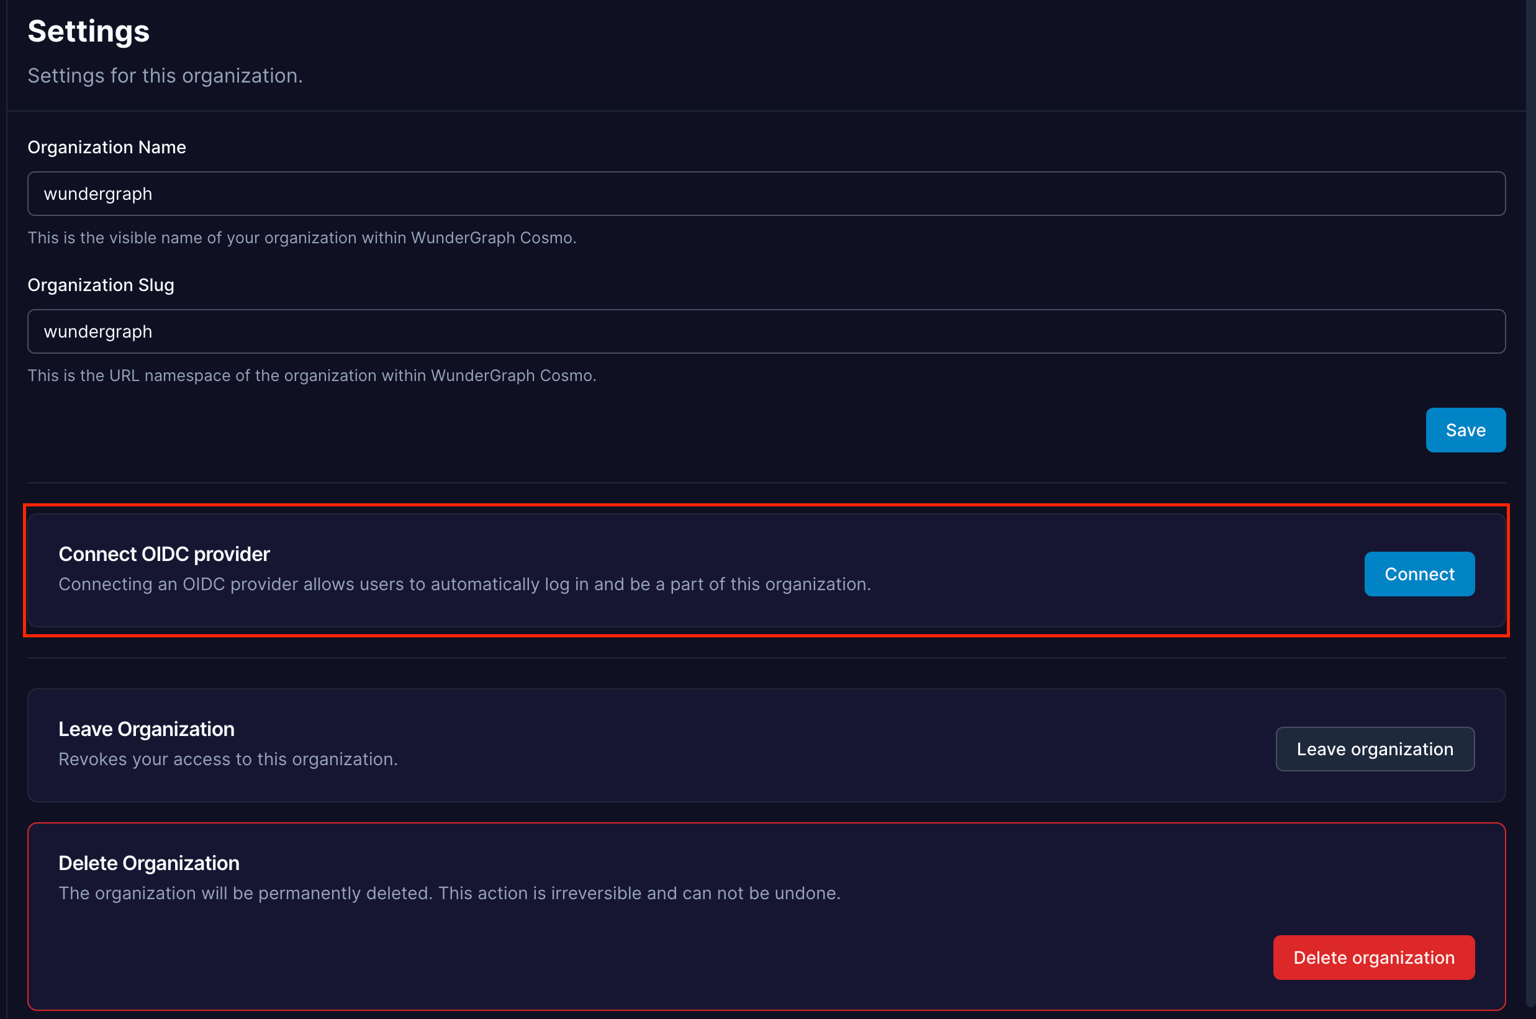 Settings
Settings for this organization.
Organization Name
wundergraph
This is the visible name of your organization within WunderGraph Cosmo.
Organization Slug
wundergraph
This is the URL namespace of the organization within WunderGraph Cosmo.
Save
Connect OIDC provider
Connecting an OIDC provider allows users to automatically log in and be a part of this organization.
Connect
Leave Organization
Revokes your access to this organization.
Leave organization
Delete Organization
The organization will be permanently deleted. This action is irreversible and can not be undone.
Delete organization